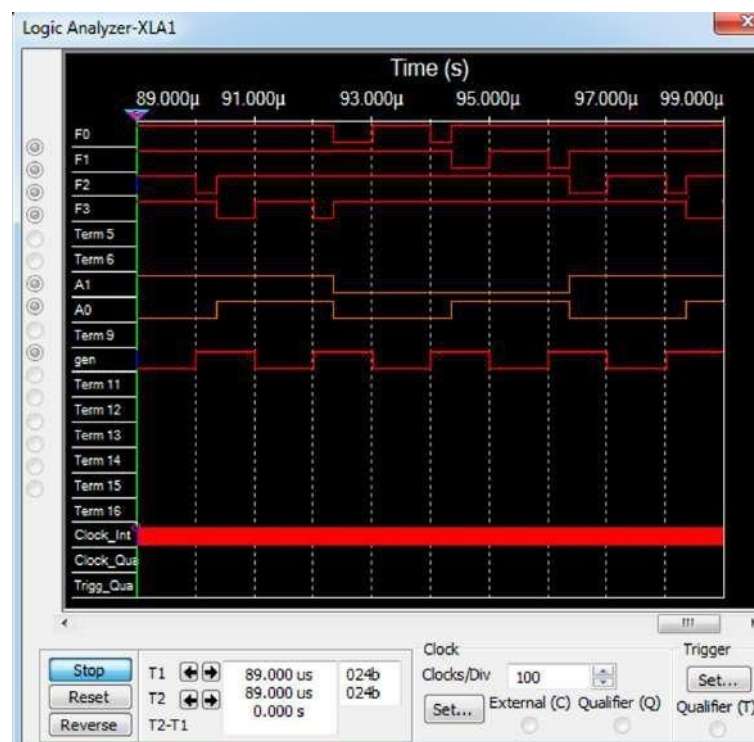 Logic Analyzer-XLA1
Time (s)
89.000µ 91.000µ 93.000µ 95.000µ 97.000µ 99.000µ
F0
F1
F2
F3
Term 5
Term 6
A1
A0
Term 9
gen
Term 11
Term 12
Term 13
Term 14
Term 15
Term 16
Clock_Int
Clock_Qua
Trigg_Qua
Stop
Reset
Reverse
T1 89.000 us 024b
T2 89.000 us 024b
T2-T1 0.000 s
Clock
Clocks/Div 100
Set... External (C) Qualifier (Q)
Trigger
Set...
Qualifier (T)